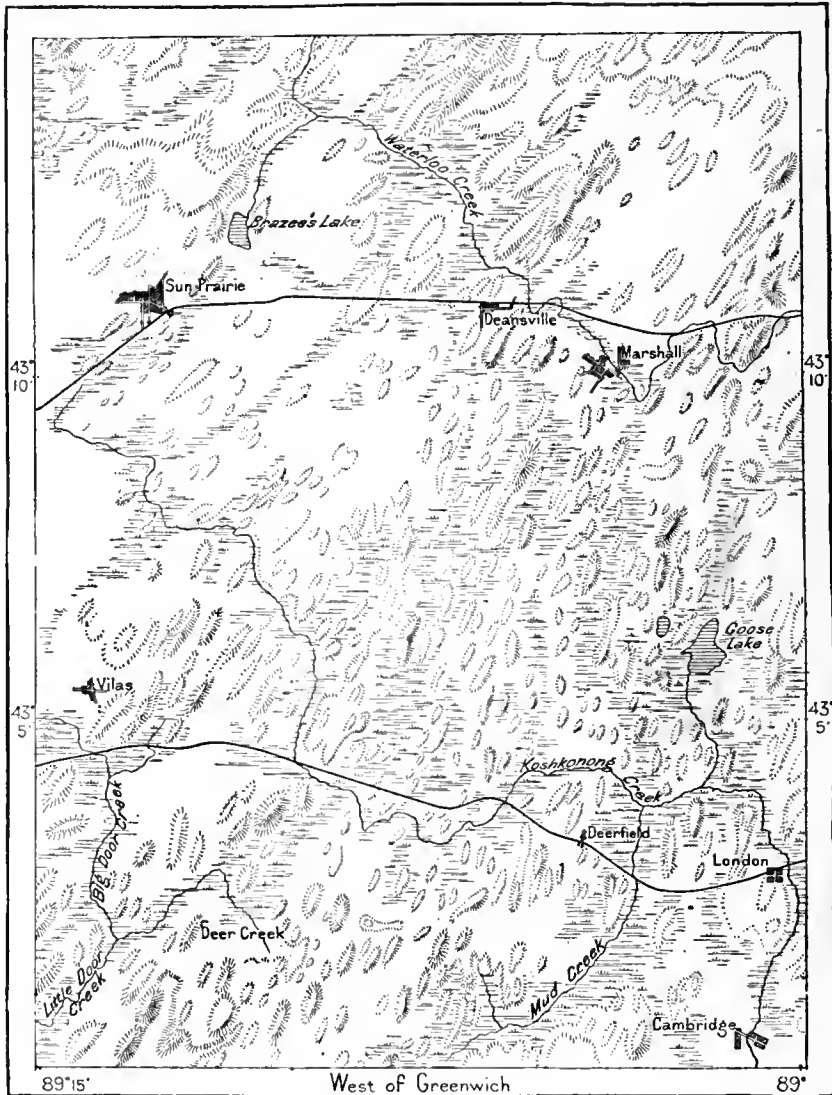 Waterloo Creek
Brazee's Lake
Sun Prairie
Deansville
Marshall
43°
10'
43°
10'
Goose
Lake
Vilas
43°
5'
43°
5'
Koshkonong
Creek
Big Door Creek
Deerfield
London
Deer Creek
Little Door
Creek
Mud Creek
Cambridge
89°15'
West of Greenwich
89°